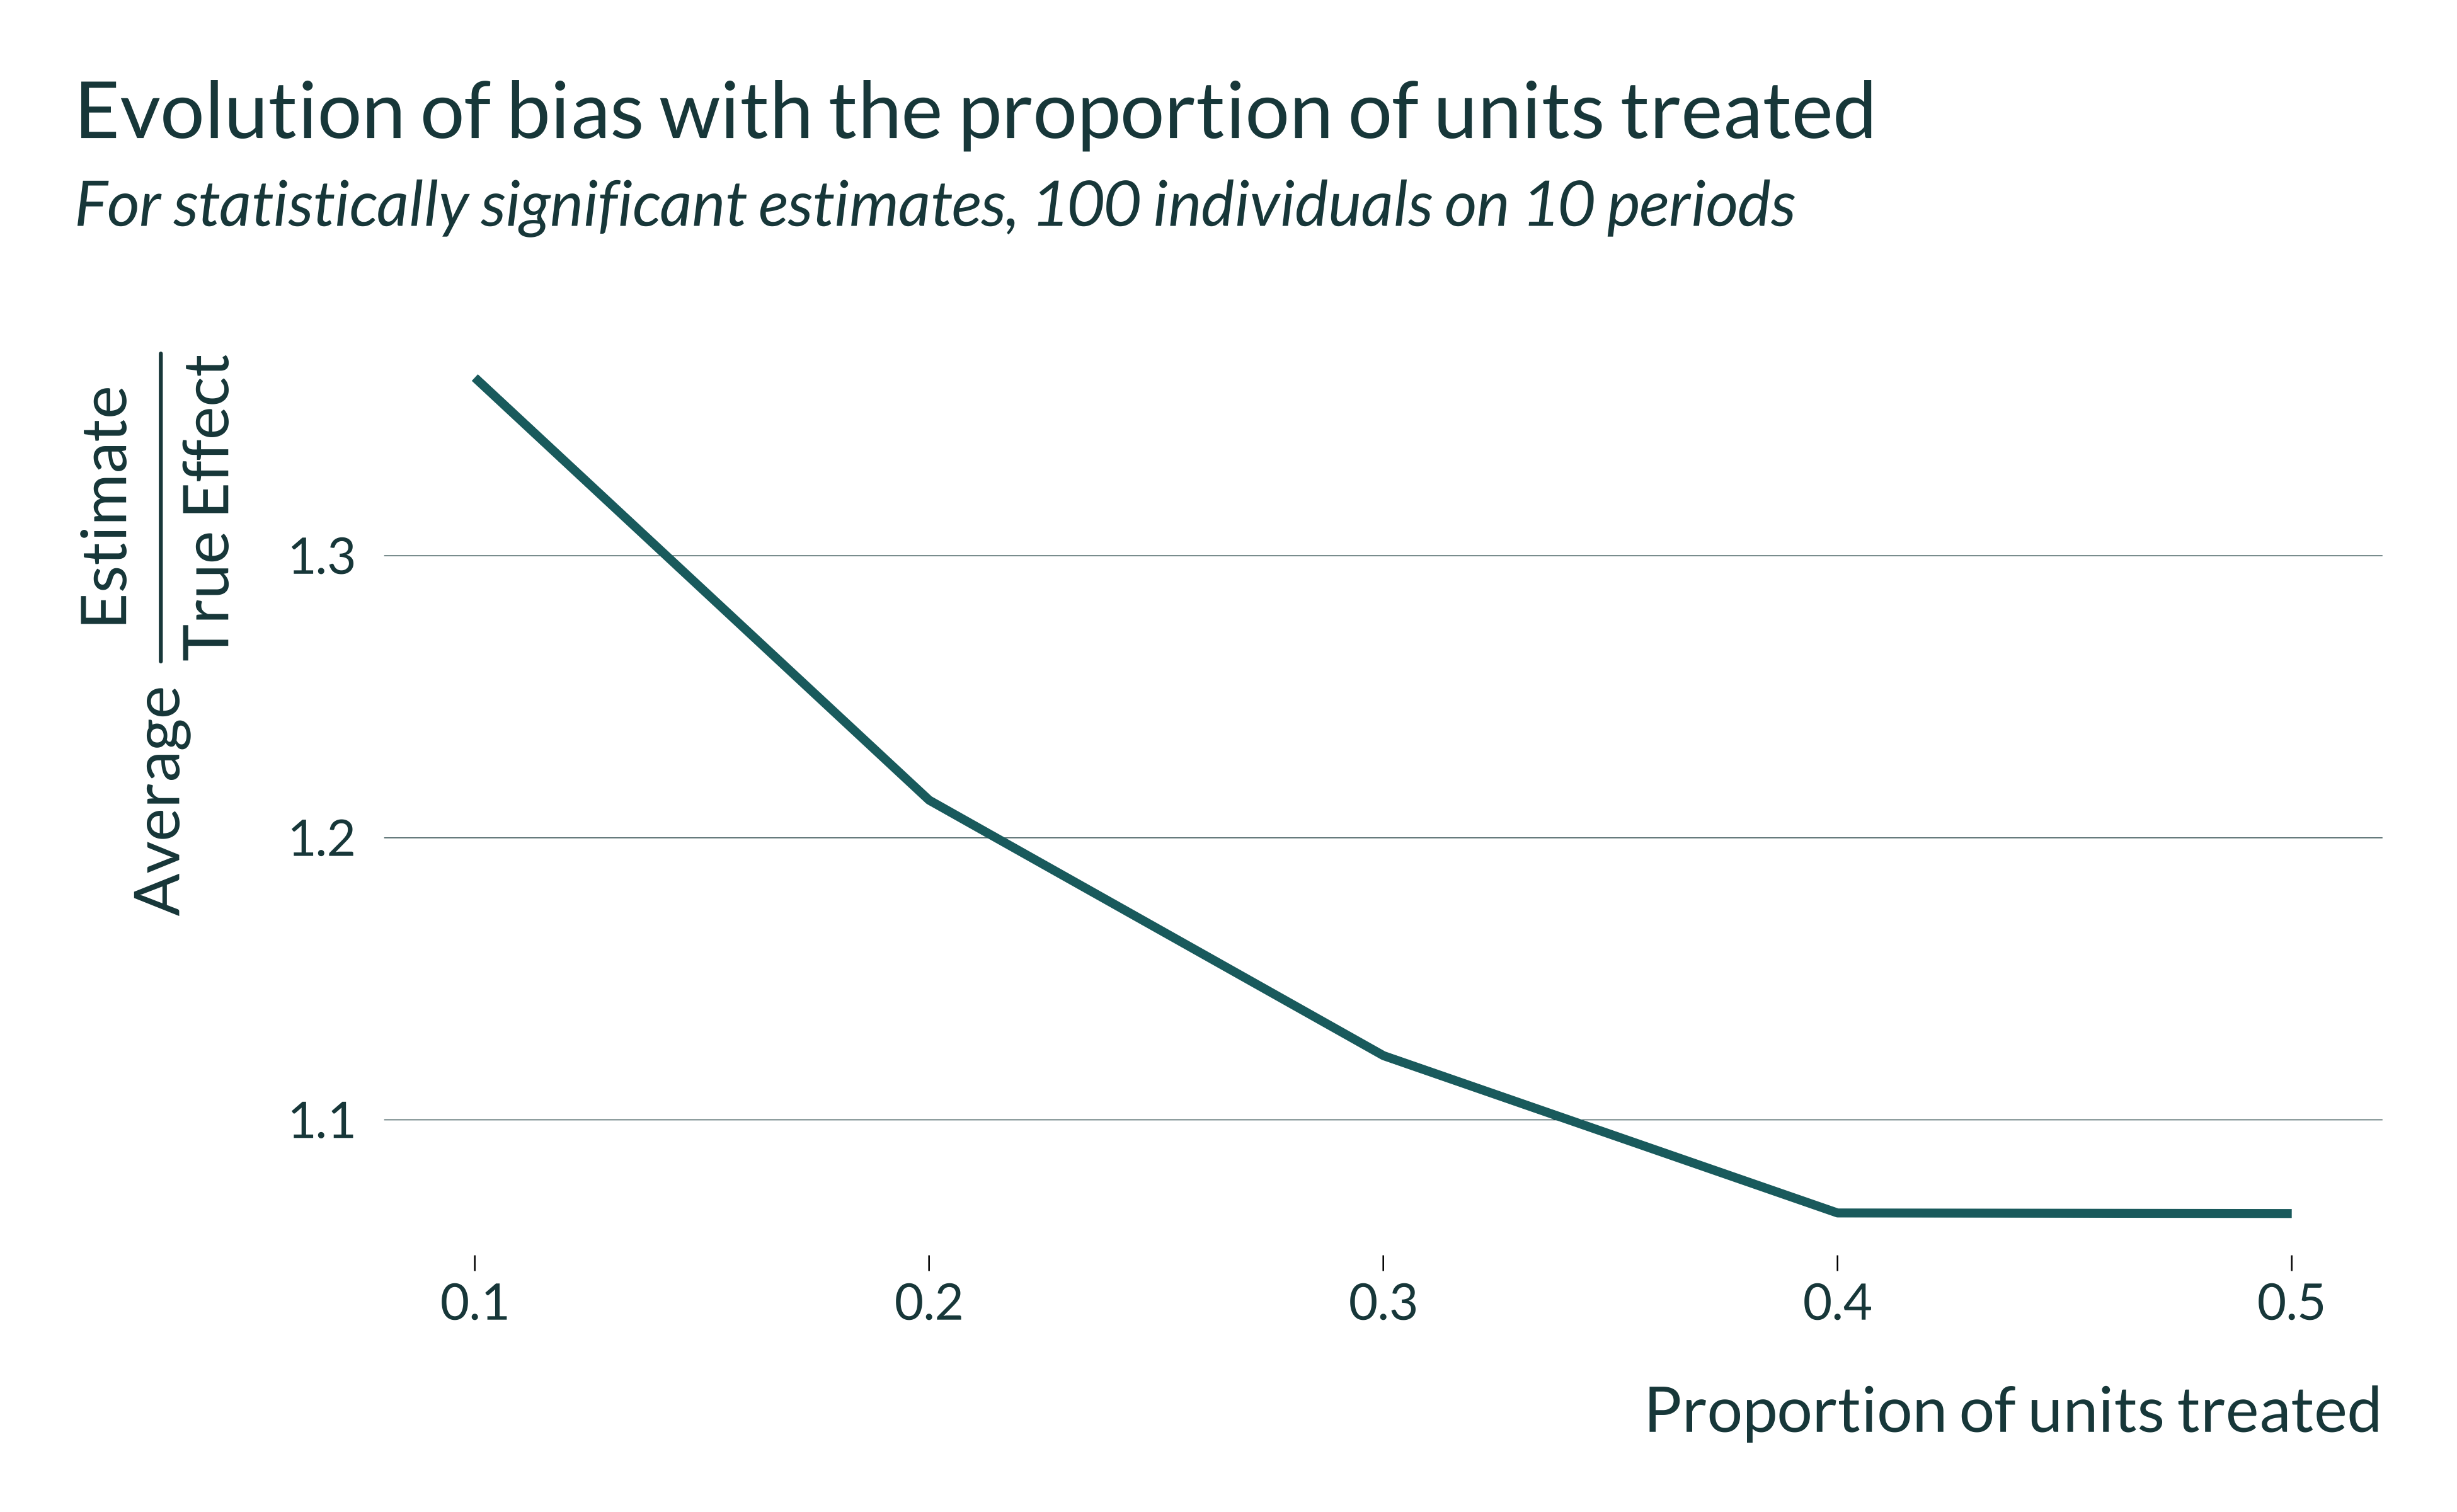 Evolution of bias with the proportion of units treated
For statistically significant estimates, 100 individuals on 10 periods
Average
Estimate
True Effect
1.3
1.2
1.1
0.1 0.2 0.3 0.4 0.5
Proportion of units treated